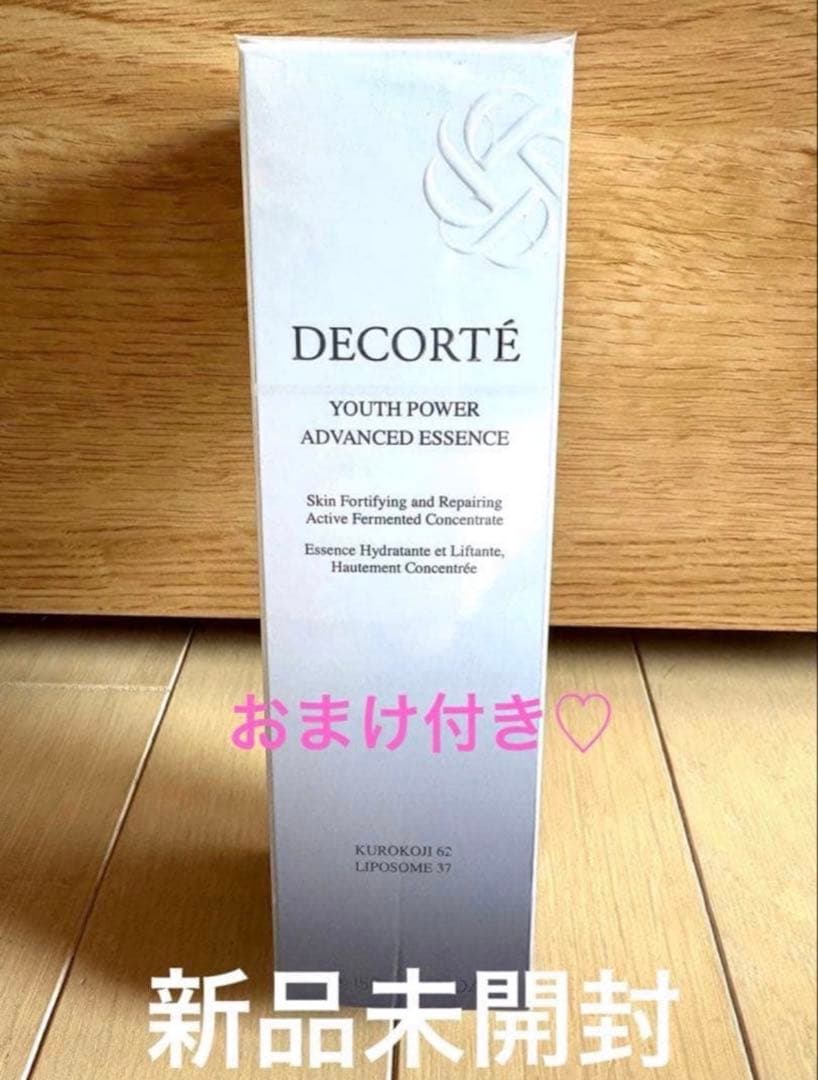 DECORTÉ
YOUTH POWER
ADVANCED ESSENCE
Skin Fortifying and Repairing
Active Fermented Concentrate
Essence Hydratante et Liftante,
Hautement Concentrée
おまけ付き♡
KUROKOJI 62
LIPOSOME 37
新品未開封